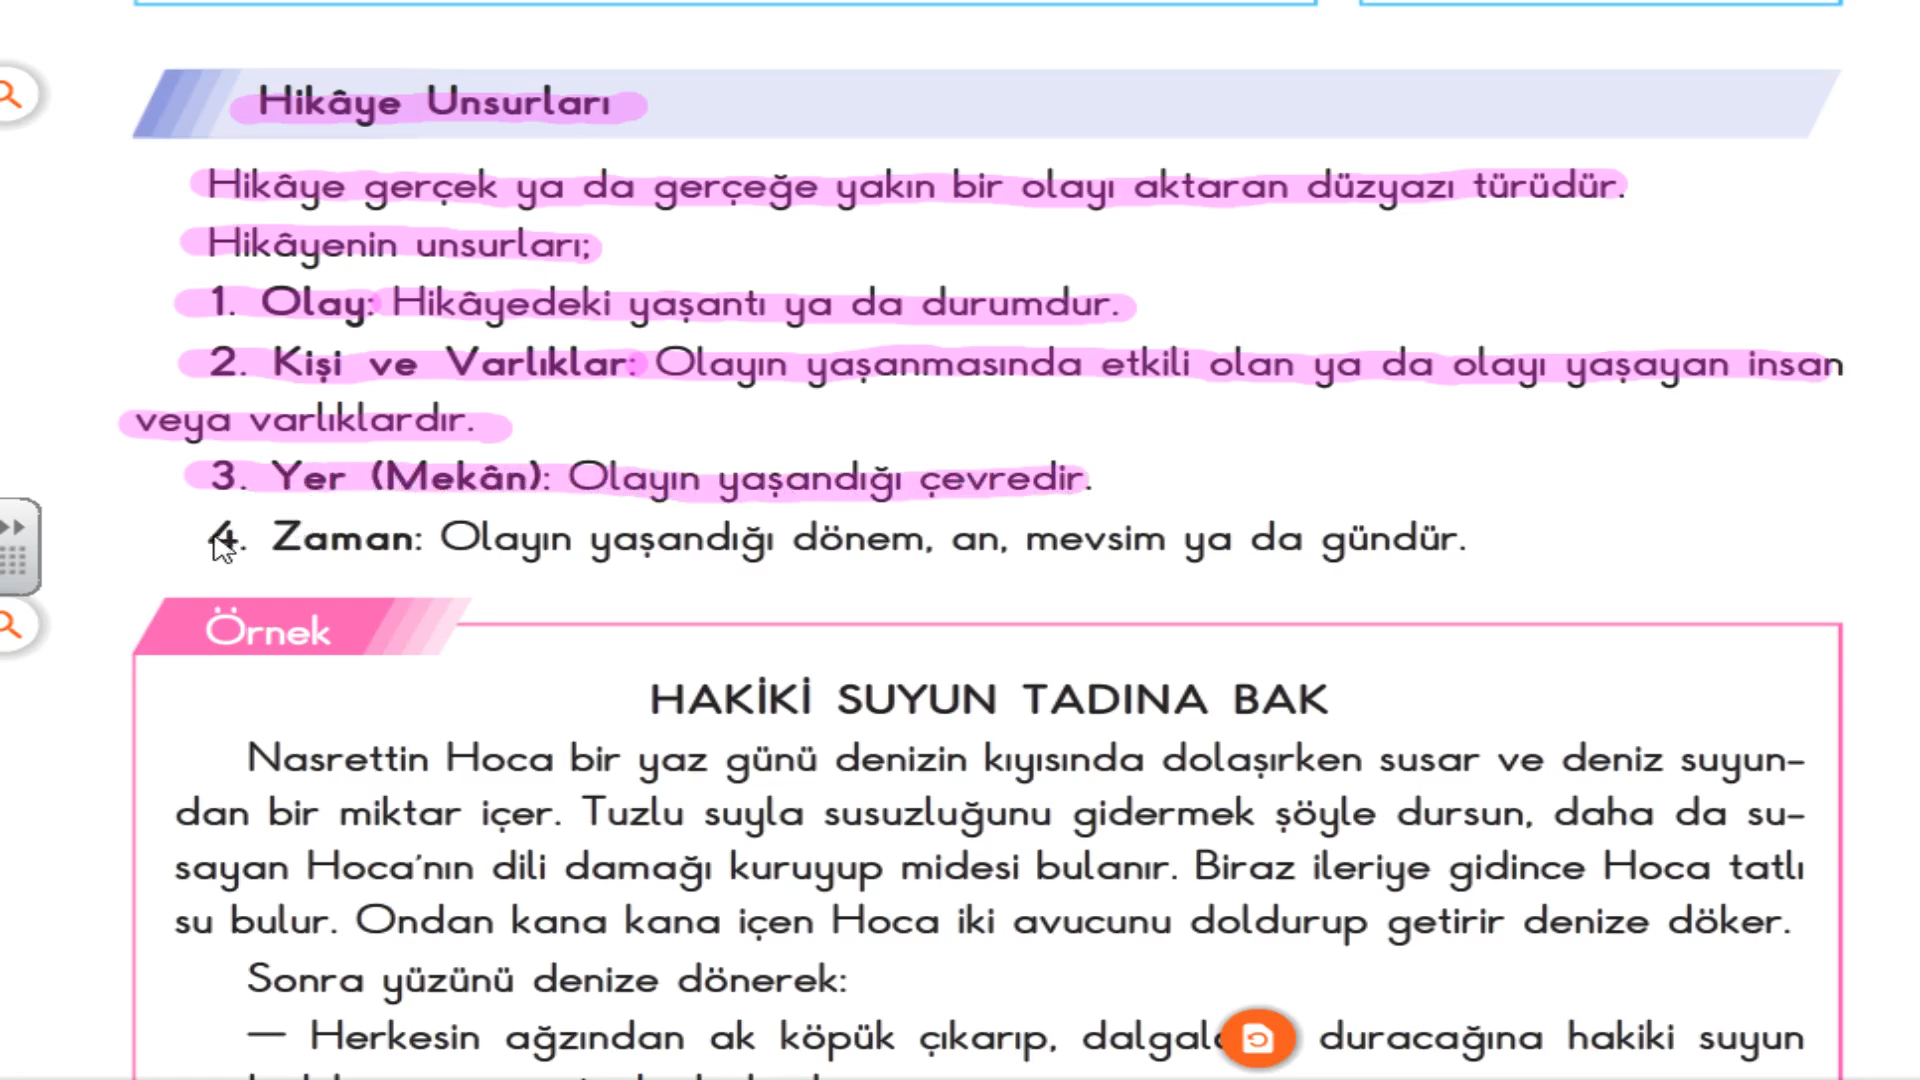 Hikâye Unsurları
Hikâye gerçek ya da gerçeğe yakın bir olayı aktaran düzyazı türüdür.
Hikâyenin unsurları;
1. Olay: Hikâyedeki yaşantı ya da durumdur.
2. Kişi ve Varlıklar: Olayın yaşanmasında etkili olan ya da olayı yaşayan insan
veya varlıklardır.
3. Yer (Mekân): Olayın yaşandığı çevredir.
4. Zaman: Olayın yaşandığı dönem, an, mevsim ya da gündür.
Örnek
HAKİKİ SUYUN TADINA BAK
Nasrettin Hoca bir yaz günü denizin kıyısında dolaşırken susar ve deniz suyun-
dan bir miktar içer. Tuzlu suyla susuzluğunu gidermek şöyle dursun, daha da su-
sayan Hoca'nın dili damağı kuruyup midesi bulanır. Biraz ileriye gidince Hoca tatlı
su bulur. Ondan kana kana içen Hoca iki avucunu doldurup getirir denize döker.
Sonra yüzünü denize dönerek:
— Herkesin ağzından ak köpük çıkarıp, duracağına hakiki suyun